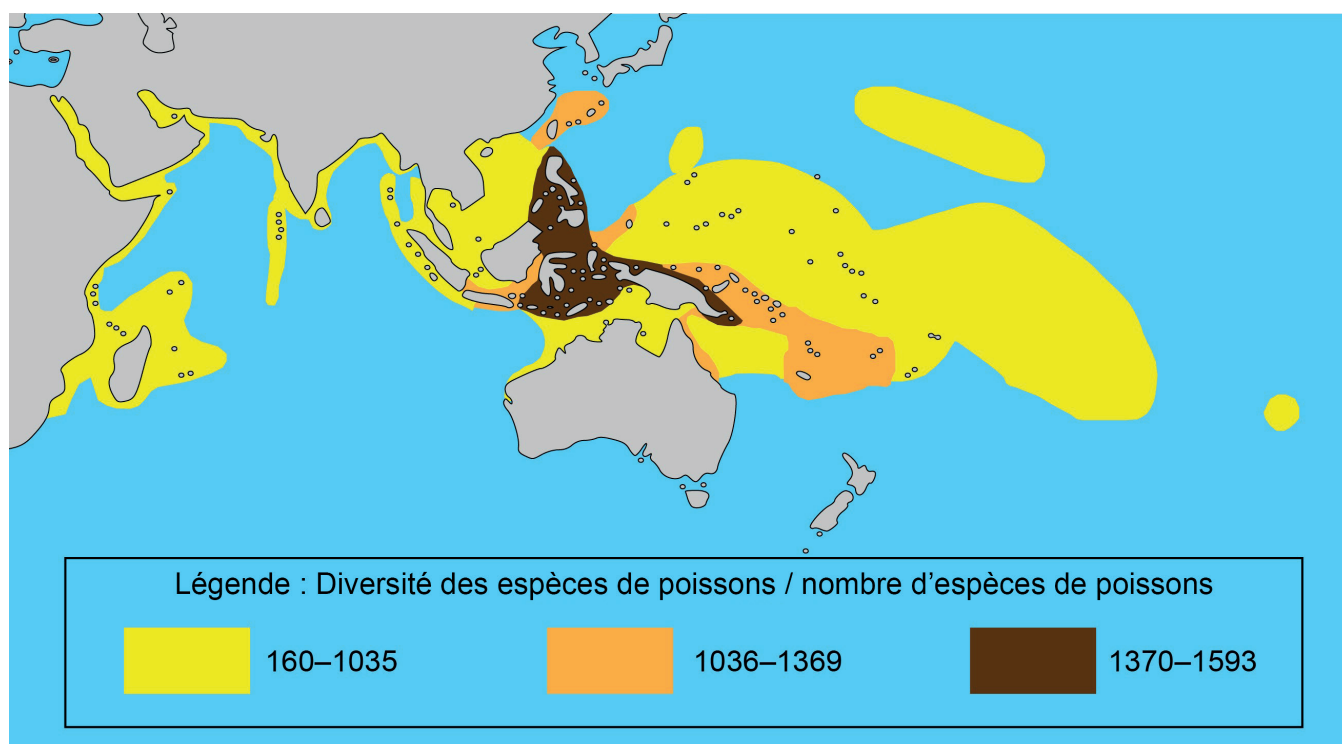 Légende : Diversité des espèces de poissons / nombre d’espèces de poissons
160–1035
1036–1369
1370–1593